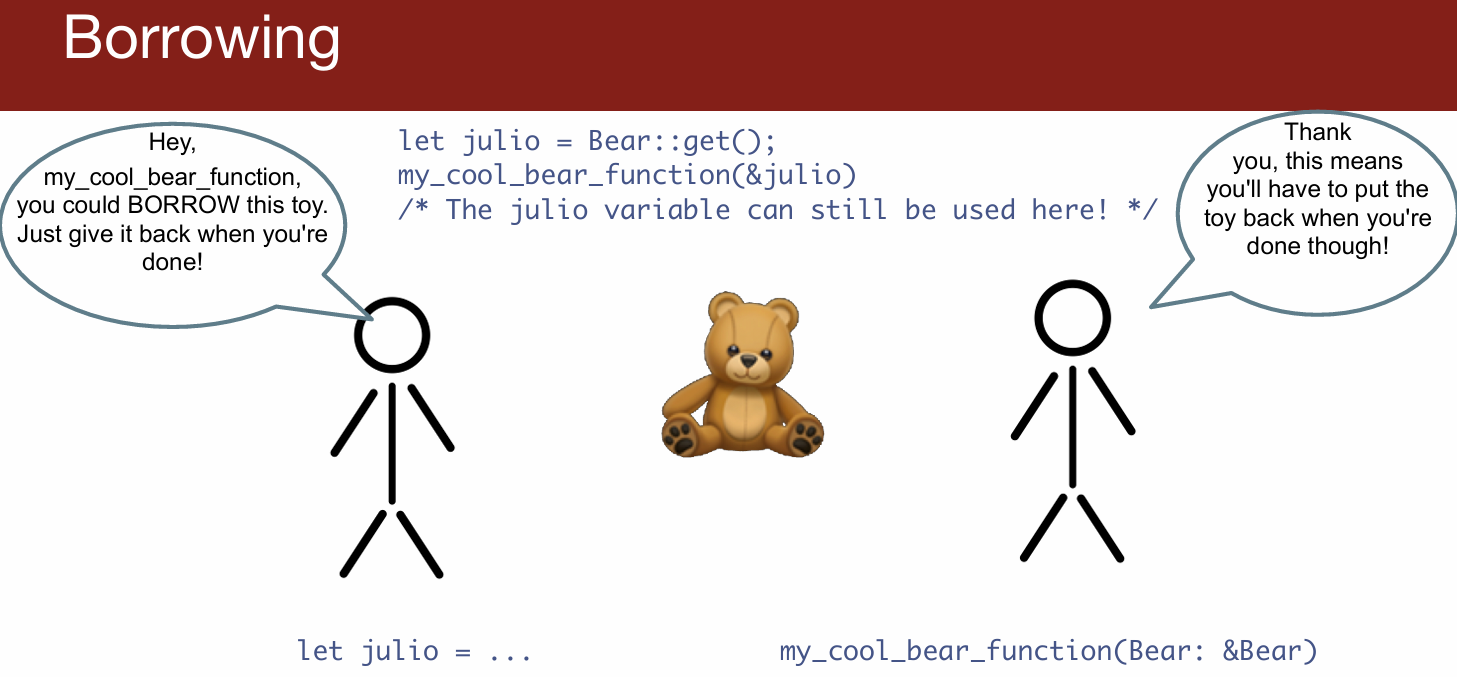 Borrowing
Hey,
my_cool_bear_function,
you could BORROW this toy.
Just give it back when you're
done!
let julio = Bear::get();
my_cool_bear_function(&julio)
/* The julio variable can still be used here! */
Thank
you, this means
you'll have to put the
toy back when you're
done though!
let julio = ...
my_cool_bear_function(Bear: &Bear)